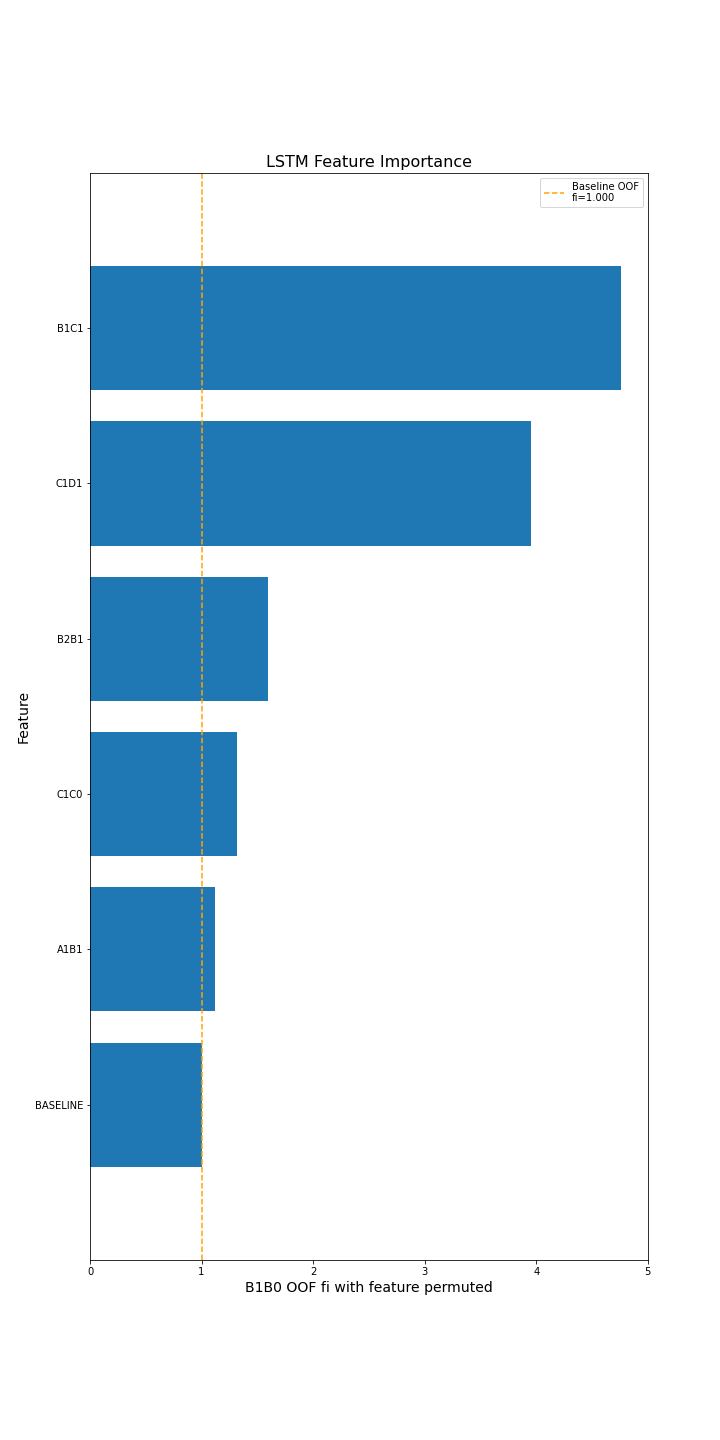 LSTM Feature Importance
Baseline OOF
fi=1.000
B1C1
C1D1
B2B1
C1C0
A1B1
BASELINE
Feature
0 1 2 3 4 5
B1B0 OOF fi with feature permuted